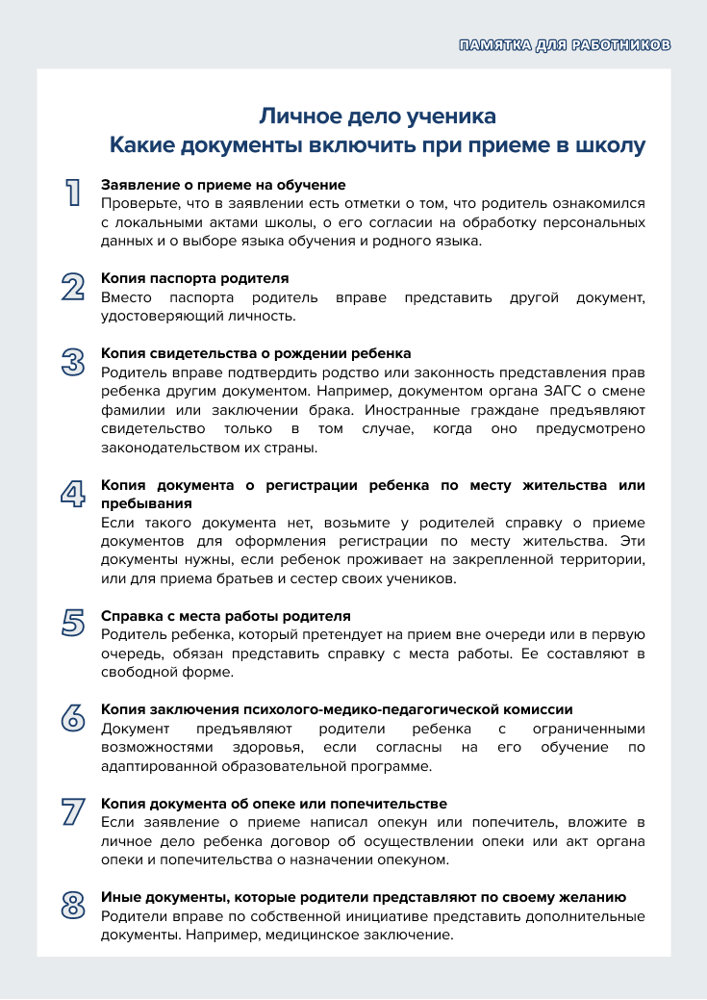 ПАМЯТКА ДЛЯ РАБОТНИКОВ
Личное дело ученика
Какие документы включить при приеме в школу
1 Заявление о приеме на обучение
Проверьте, что в заявлении есть отметки о том, что родитель ознакомился
с локальными актами школы, о его согласии на обработку персональных
данных и о выборе языка обучения и родного языка.
2 Копия паспорта родителя
Вместо паспорта родитель вправе представить другой документ,
удостоверяющий личность.
3 Копия свидетельства о рождении ребенка
Родитель вправе подтвердить родство или законность представления прав
ребенка другим документом. Например, документом органа ЗАГС о смене
фамилии или заключении брака. Иностранные граждане предъявляют
свидетельство только в том случае, когда оно предусмотрено
законодательством их страны.
4 Копия документа о регистрации ребенка по месту жительства или
пребывания
Если такого документа нет, возьмите у родителей справку о приеме
документов для оформления регистрации по месту жительства. Эти
документы нужны, если ребенок проживает на закрепленной территории,
или для приема братьев и сестер своих учеников.
5 Справка с места работы родителя
Родитель ребенка, который претендует на прием вне очереди или в первую
очередь, обязан представить справку с места работы. Ее составляют в
свободной форме.
6 Копия заключения психолого-медико-педагогической комиссии
Документ предъявляют родители ребенка с ограниченными
возможностями здоровья, если согласны на его обучение по
адаптированной образовательной программе.
7 Копия документа об опеке или попечительстве
Если заявление о приеме написал опекун или попечитель, вложите в
личное дело ребенка договор об осуществлении опеки или акт органа
опеки и попечительства о назначении опекуном.
8 Иные документы, которые родители представляют по своему желанию
Родители вправе по собственной инициативе представить дополнительные
документы. Например, медицинское заключение.